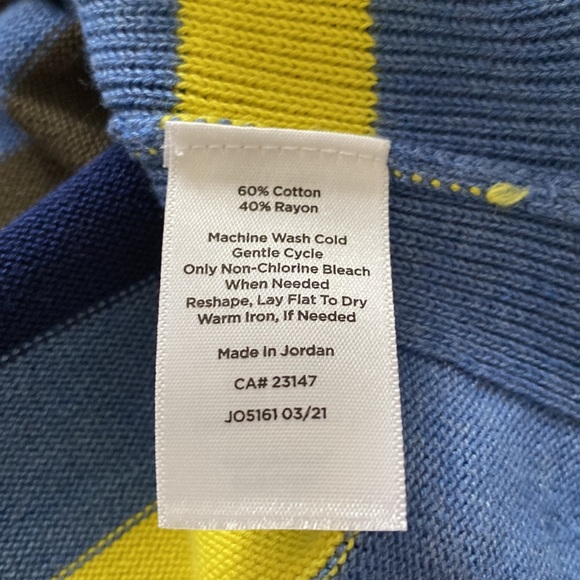 60% Cotton
40% Rayon
Machine Wash Cold
Gentle Cycle
Only Non-Chlorine Bleach
When Needed
Reshape, Lay Flat To Dry
Warm Iron, If Needed
Made In Jordan
CA# 23147
JO5161 03/21